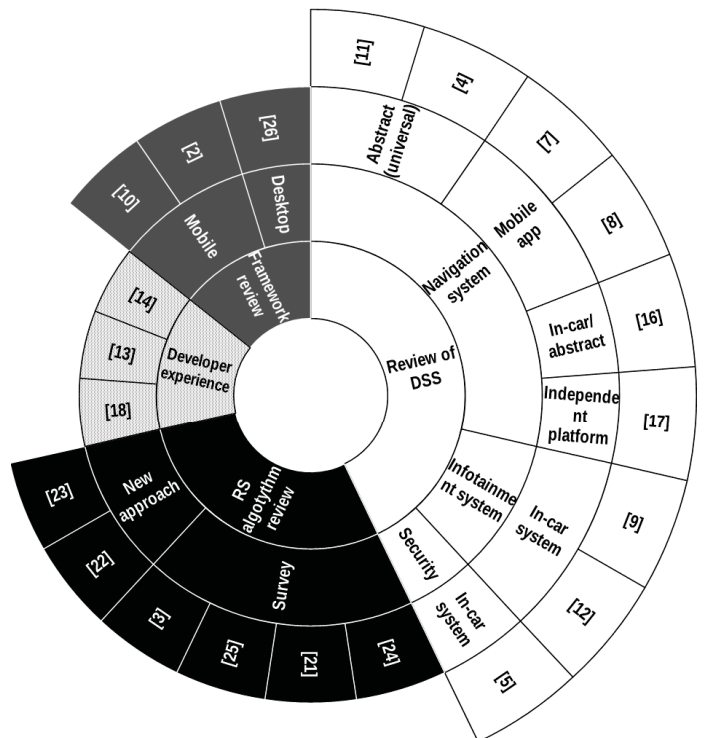 [11]
[4]
[7]
[8]
[16]
[17]
[9]
[12]
[5]
Abstract
(universal)
Mobile
app
In-car/
abstract
Independe
nt
platform
In-car
system
In-car
system
Navigation
system
Infotainme
nt system
Security
Review of
DSS
RS
algotythm
review
Survey
New
approach
[24]
[21]
[25]
[3]
[22]
[23]
Developer
experience
[18]
[13]
[14]
Framework
review
Mobile
Desktop
[10]
[2]
[26]